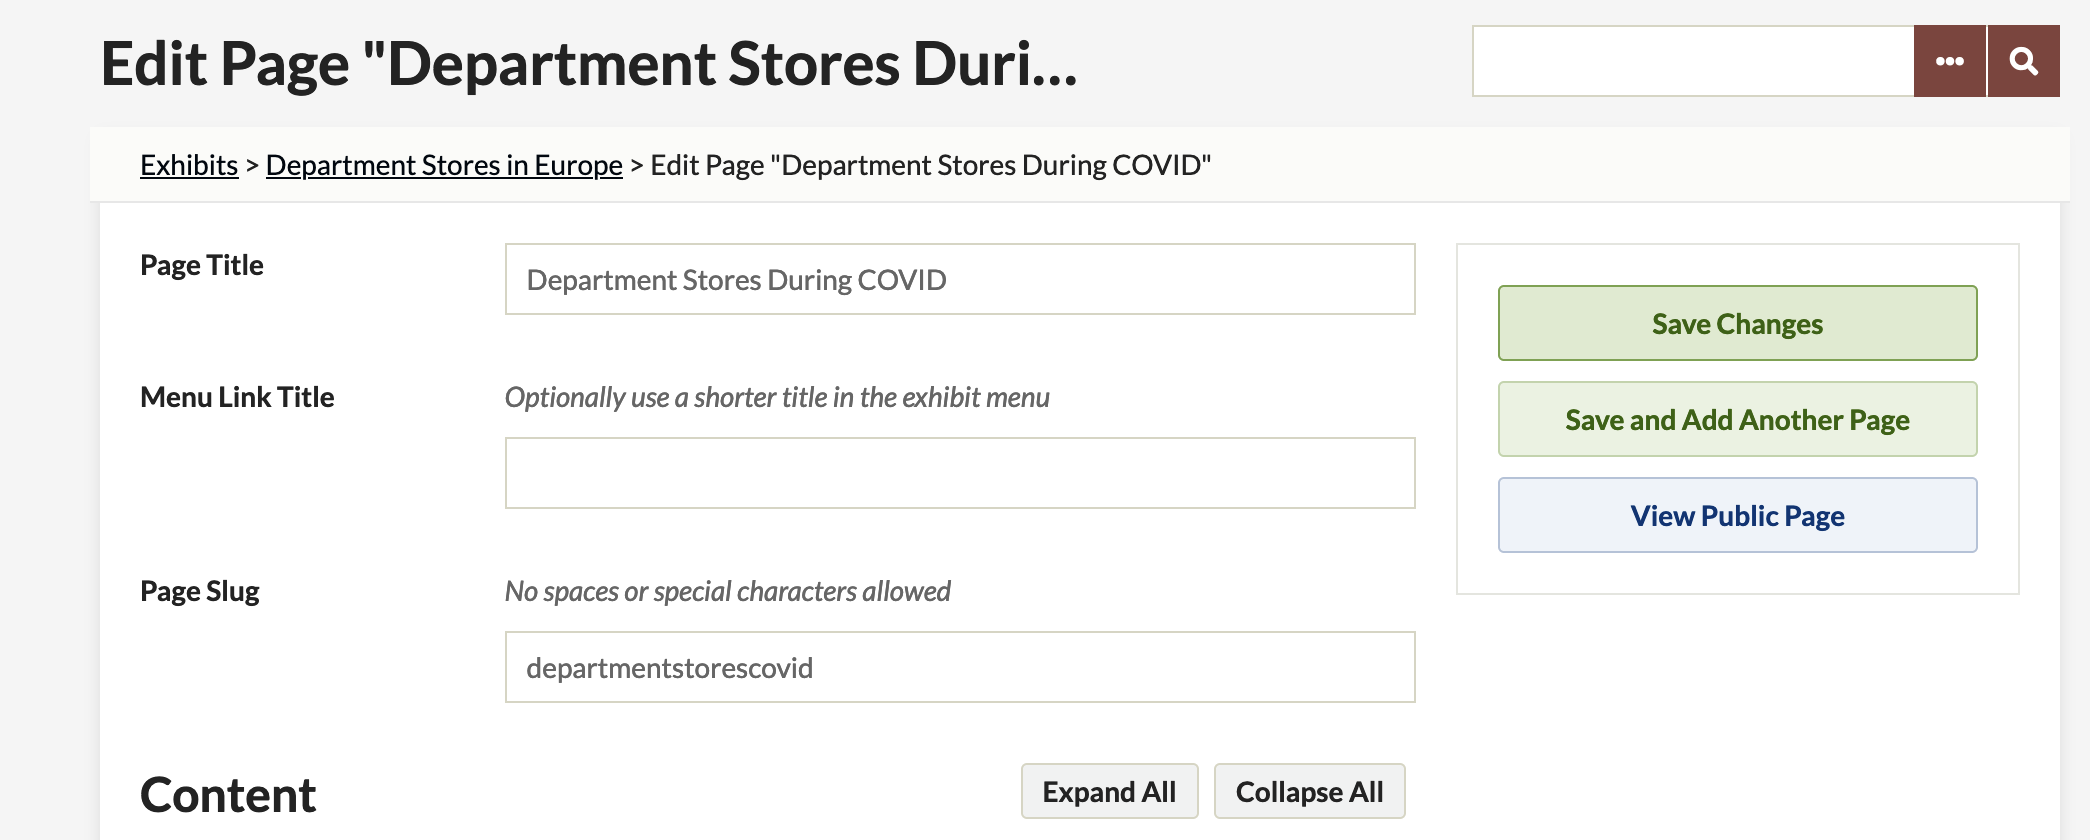 Edit Page "Department Stores Duri...
Exhibits > Department Stores in Europe > Edit Page "Department Stores During COVID"
Page Title
Department Stores During COVID
Menu Link Title
Optionally use a shorter title in the exhibit menu
Page Slug
No spaces or special characters allowed
departmentstorescovid
Save Changes
Save and Add Another Page
View Public Page
Content
Expand All
Collapse All